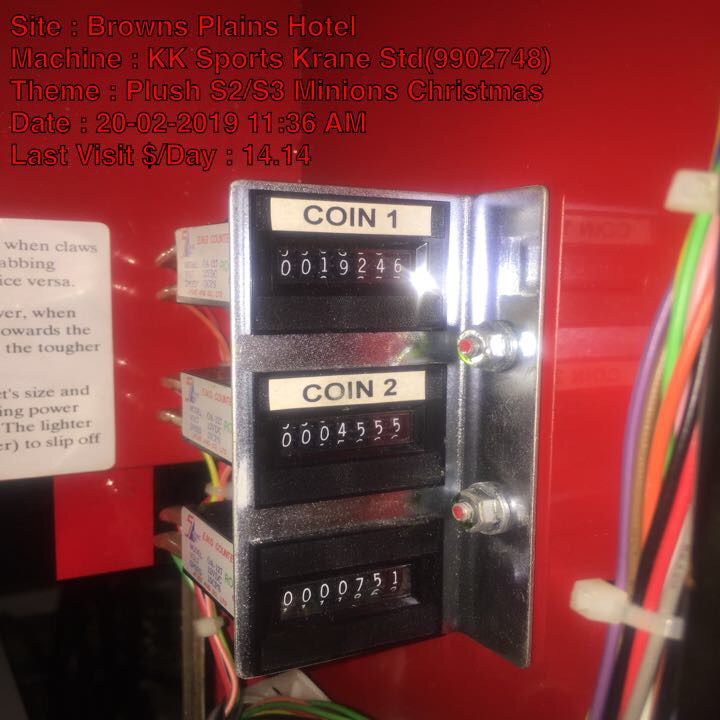 Site : Browns Plains Hotel
Machine : KK Sports Krane Std(9902748)
Theme : Plush S2/S3 Minions Christmas
Date : 20-02-2019 11:36 AM
Last Visit $/Day : 14.14
when claws
abbing
ice versa.
ver, when
owards the
the tougher
ct's size and
ing power
The lighter
er) to slip off
COIN 1
0019246
COIN 2
0004555
0000751